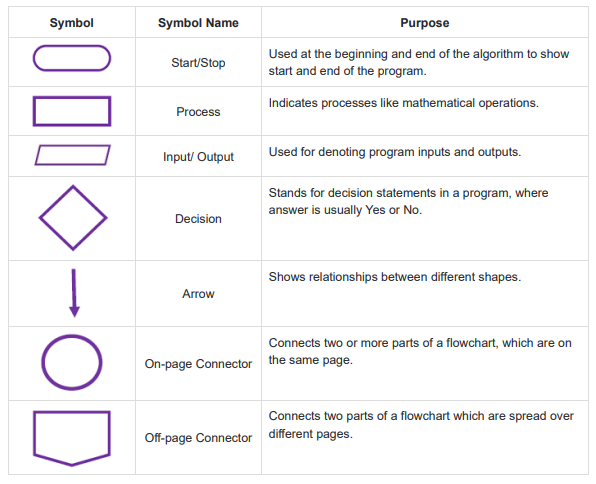 Symbol Symbol Name Purpose
Start/Stop
Used at the beginning and end of the algorithm to show
start and end of the program.
Process
Indicates processes like mathematical operations.
Input/ Output
Used for denoting program inputs and outputs.
Decision
Stands for decision statements in a program, where
answer is usually Yes or No.
Arrow
Shows relationships between different shapes.
On-page Connector
Connects two or more parts of a flowchart, which are on
the same page.
Off-page Connector
Connects two parts of a flowchart which are spread over
different pages.